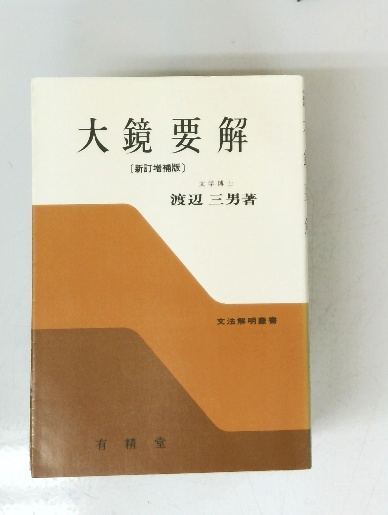 大鏡要解
〔新訂増補版〕
文学博士
渡辺三男著
文法解明叢書
有精堂